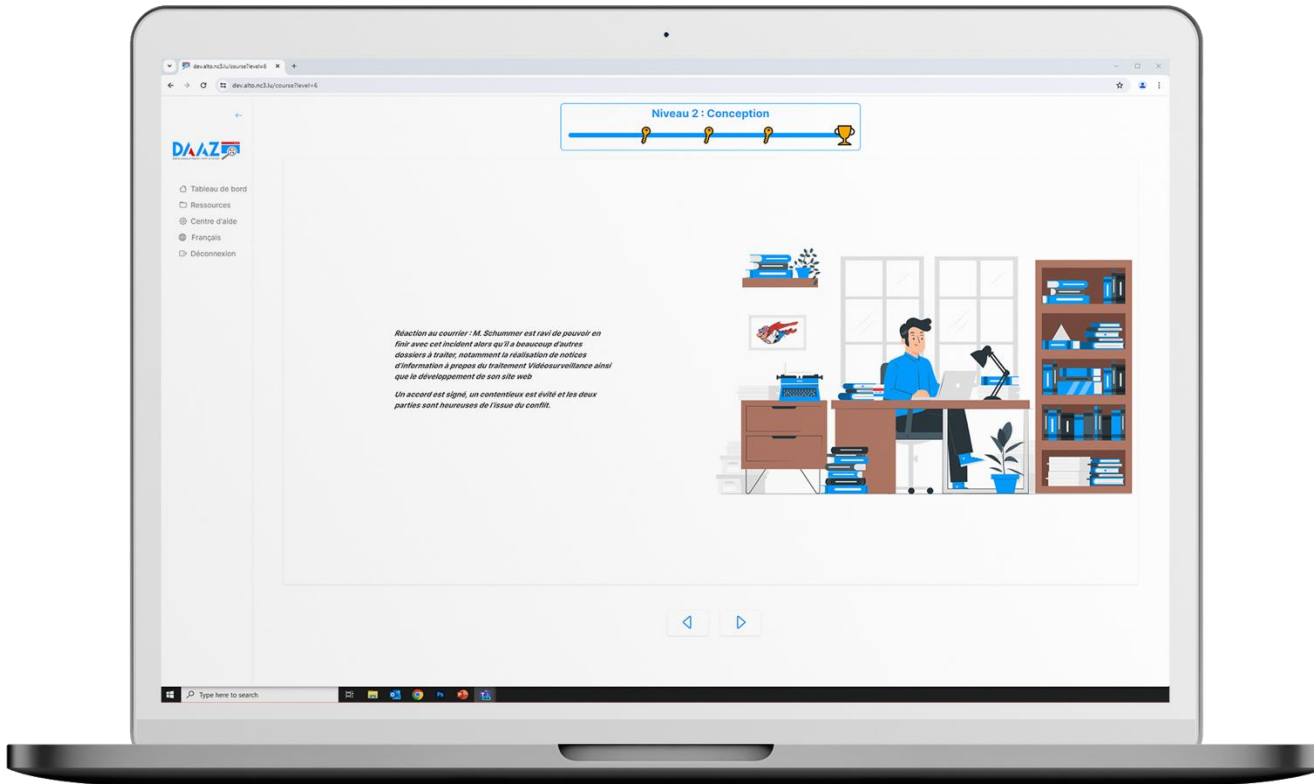 dev.alto.nc3.lu/course?level=6
dev.alto.nc3.lu/course?level=6
Niveau 2 : Conception
DAAZ
Tableau de bord
Ressources
Centre d'aide
Français
Déconnexion
Réaction au courrier : M. Schummer est ravi de pouvoir en
finir avec cet incident alors qu'il a beaucoup d'autres
dossiers à traiter, notamment la réalisation de notices
d'information à propos du traitement Vidéosurveillance ainsi
que le développement de son site web
Un accord est signé, un contentieux est évité et les deux
parties sont heureuses de l'issue du conflit.
Type here to search
Ps